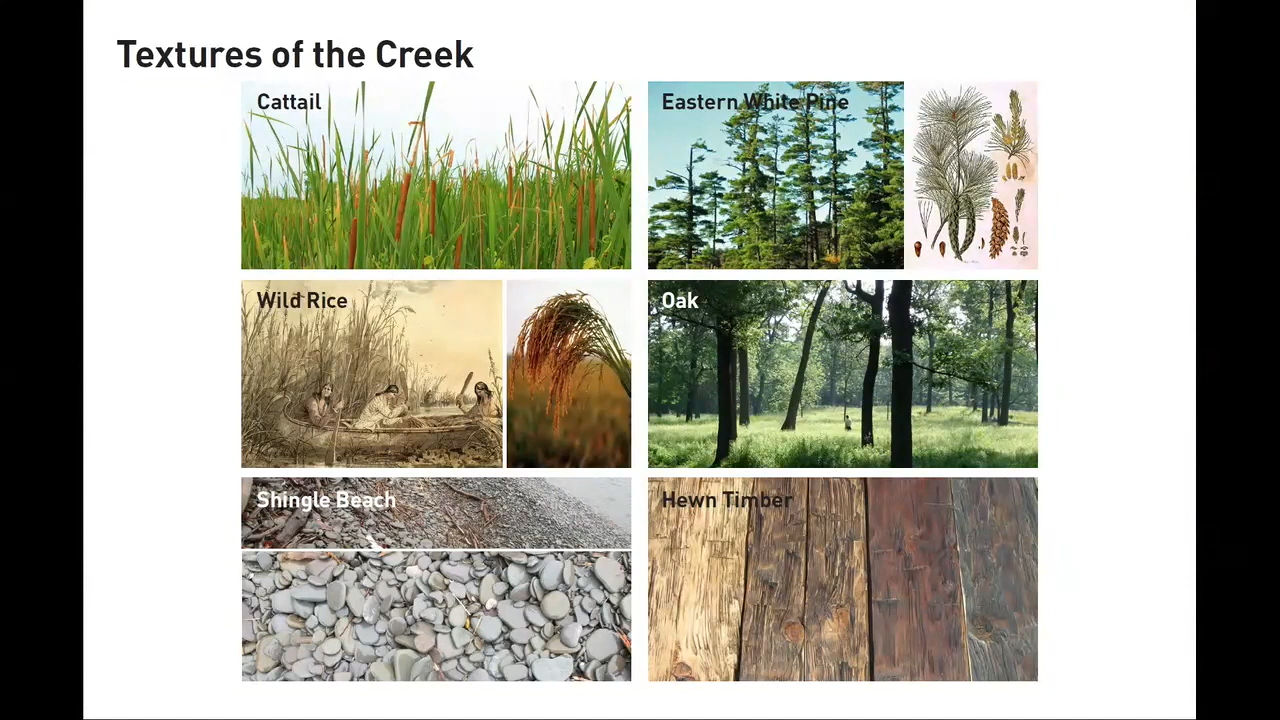 Textures of the Creek
Cattail
Eastern White Pine
Wild Rice
Oak
Shingle Beach
Hewn Timber